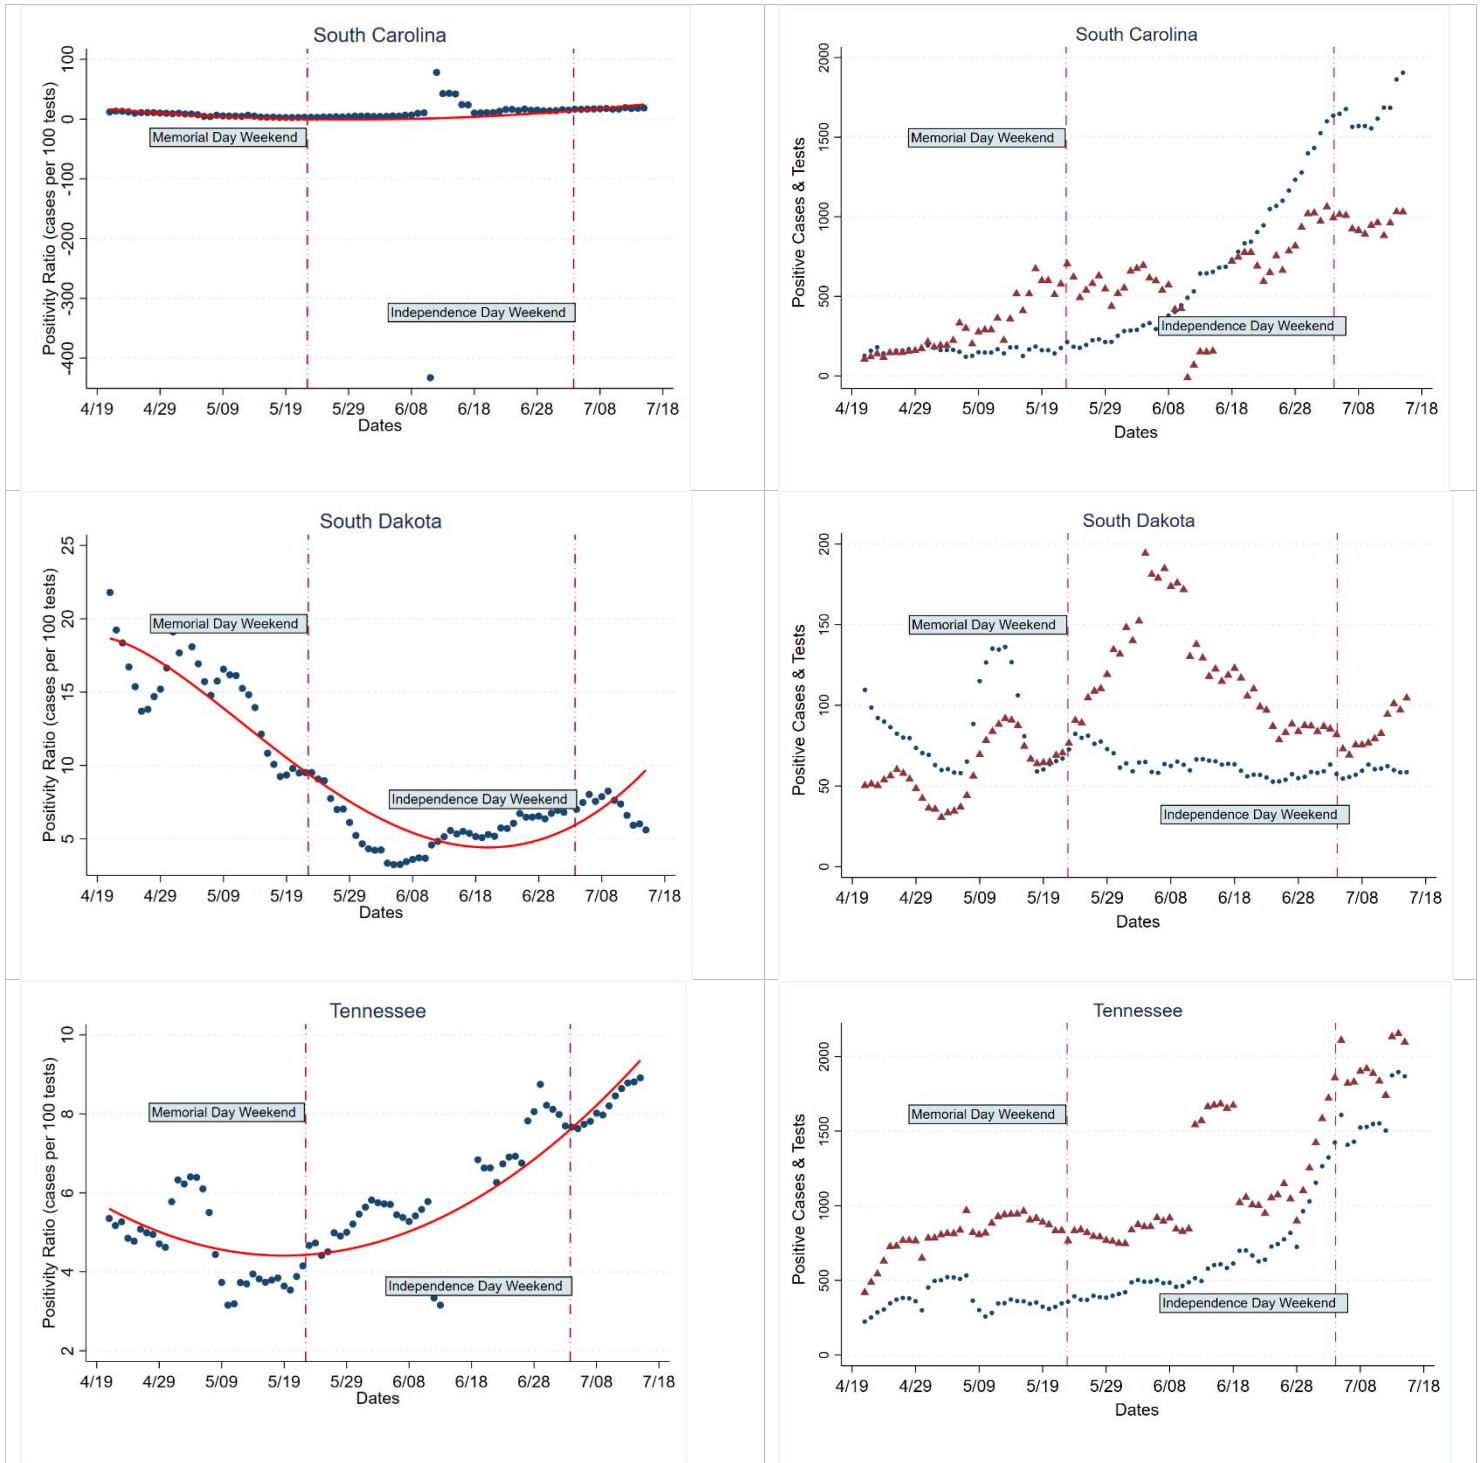 South Carolina
Positivity Ratio (cases per 100 tests)
100
0
-100
-200
-300
-400
Memorial Day Weekend
Independence Day Weekend
4/19 4/29 5/09 5/19 5/29 6/08 6/18 6/28 7/08 7/18
Dates
South Carolina
Positive Cases & Tests
2000
1500
1000
500
0
Memorial Day Weekend
Independence Day Weekend
4/19 4/29 5/09 5/19 5/29 6/08 6/18 6/28 7/08 7/18
Dates
South Dakota
Positivity Ratio (cases per 100 tests)
25
20
15
10
5
Memorial Day Weekend
Independence Day Weekend
4/19 4/29 5/09 5/19 5/29 6/08 6/18 6/28 7/08 7/18
Dates
South Dakota
Positive Cases & Tests
200
150
100
50
0
Memorial Day Weekend
Independence Day Weekend
4/19 4/29 5/09 5/19 5/29 6/08 6/18 6/28 7/08 7/18
Dates
Tennessee
Positivity Ratio (cases per 100 tests)
10
8
6
4
2
Memorial Day Weekend
Independence Day Weekend
4/19 4/29 5/09 5/19 5/29 6/08 6/18 6/28 7/08 7/18
Dates
Tennessee
Positive Cases & Tests
2000
1500
1000
500
0
Memorial Day Weekend
Independence Day Weekend
4/19 4/29 5/09 5/19 5/29 6/08 6/18 6/28 7/08 7/18
Dates